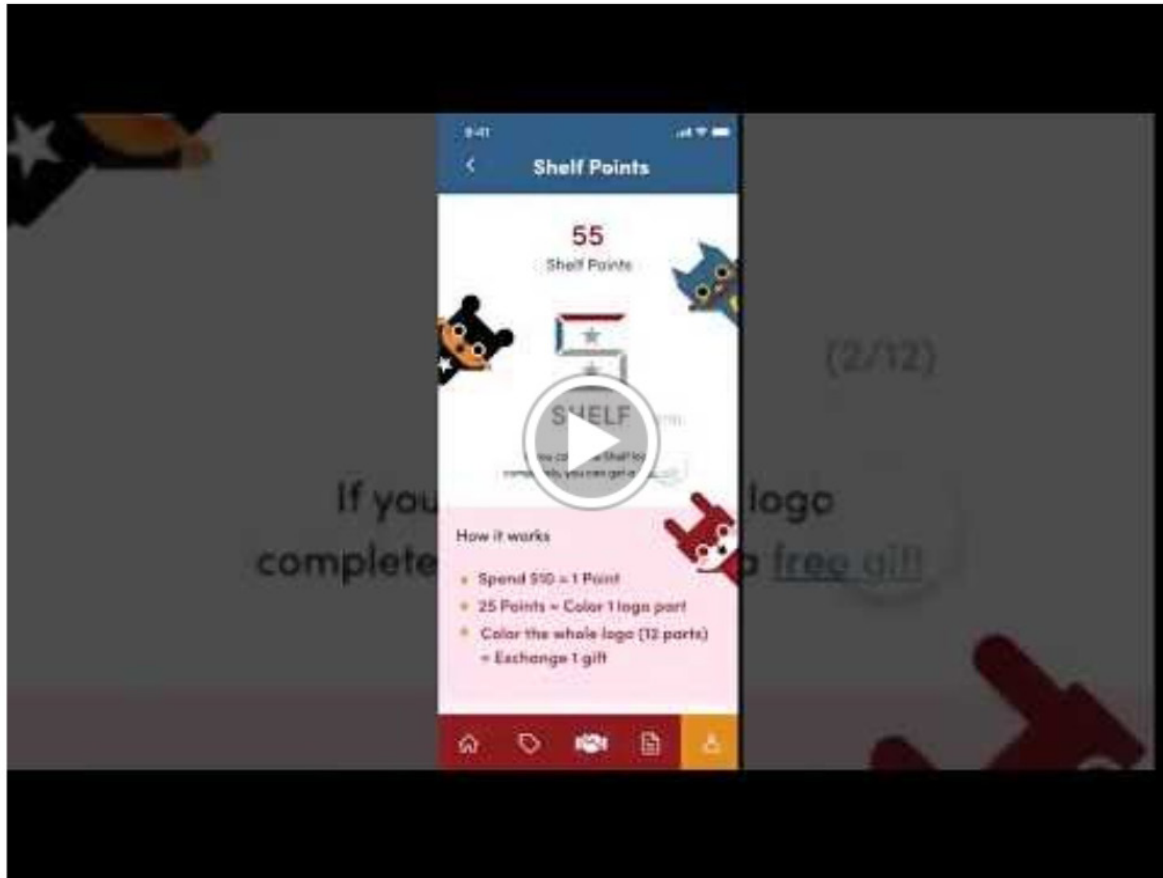 9:41
Shelf Points
55
Shelf Points
(2/12)
SHELF
If you logo
complete a free gift
How it works
Spend $10 = 1 Point
25 Points = Color 1 logo part
Color the whole logo (12 parts)
= Exchange 1 gift